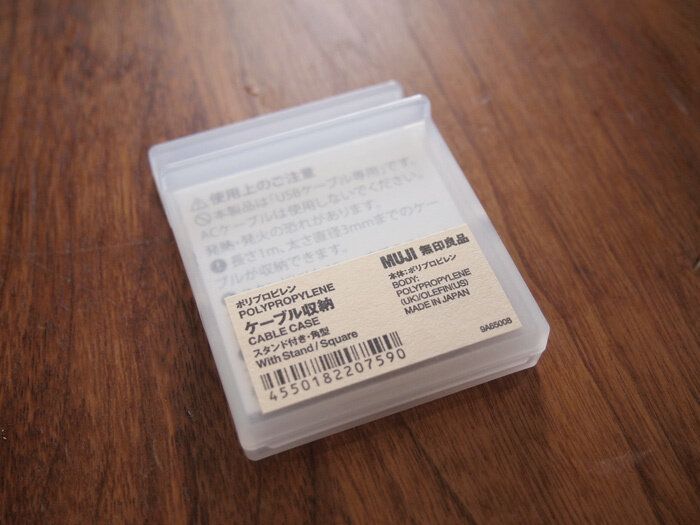 ⚠使用上のご注意
本製品は「USBケーブル専用」です。
ACケーブルは使用しないでください。
発熱・発火の恐れがあります。
長さ1m、太さ直径3mmまでのケー
ブルが収納できます。
ポリプロピレン
POLYPROPYLENE
ケーブル収納
CABLE CASE
スタンド付き・角型
With Stand / Square
4550182207590
MUJI 無印良品
本体:ポリプロピレン
BODY:
POLYPROPYLENE
(UK)/OLEFIN(US)
MADE IN JAPAN
9A65008